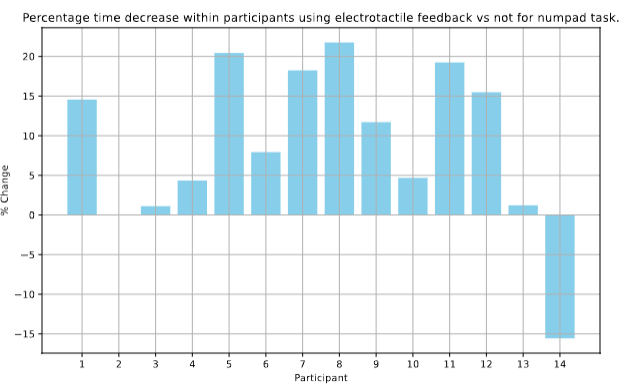 Percentage time decrease within participants using electrotactile feedback vs not for numpad task.
% Change
20
15
10
5
0
−5
−10
−15
1 2 3 4 5 6 7 8 9 10 11 12 13 14
Participant